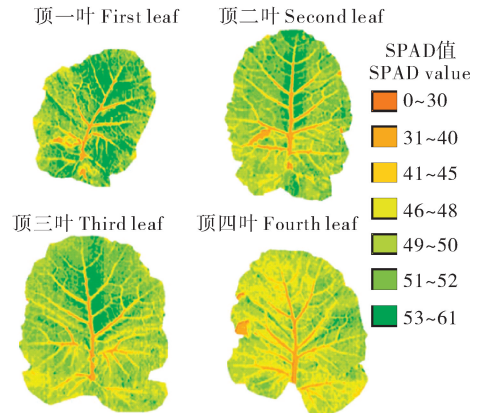 顶一叶 First leaf
顶二叶 Second leaf
SPAD值
SPAD value
0~30
31~40
41~45
46~48
49~50
51~52
53~61
顶三叶 Third leaf
顶四叶 Fourth leaf